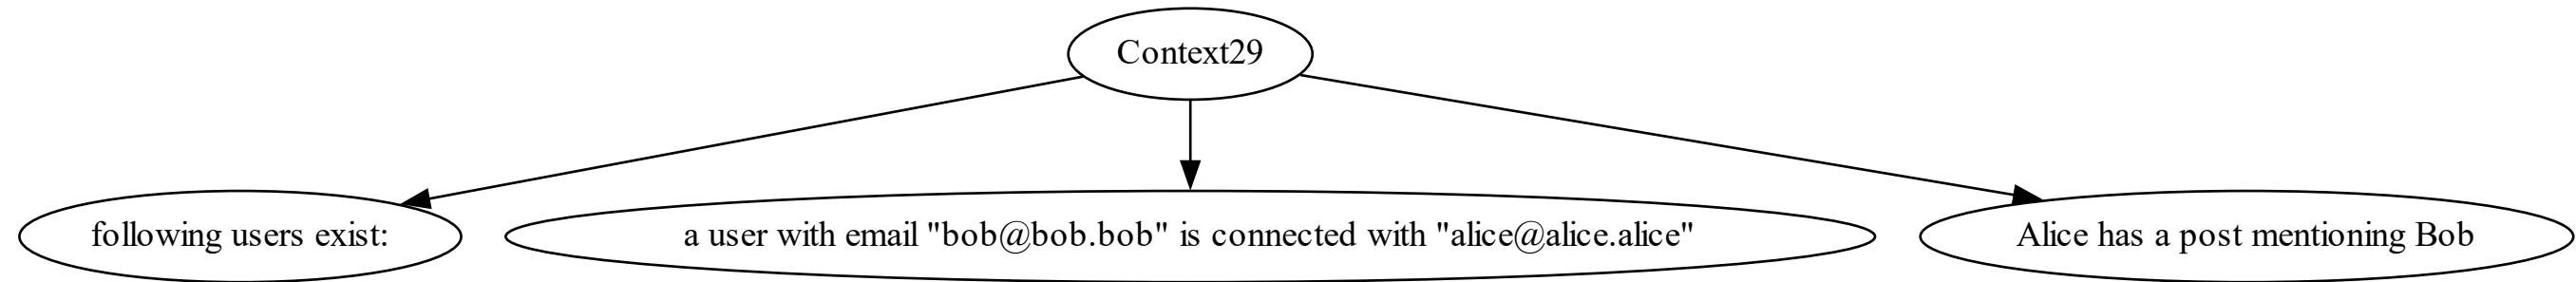 Context29
following users exist:
a user with email "bob@bob.bob" is connected with "alice@alice.alice"
Alice has a post mentioning Bob